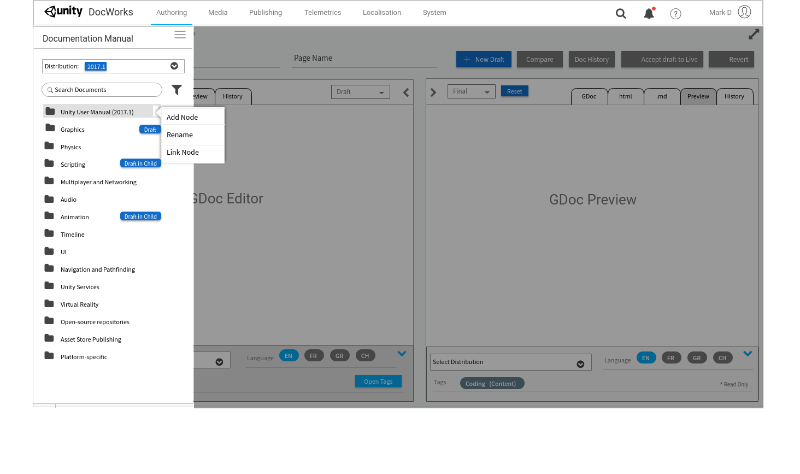 unity DocWorks Authoring Media Publishing Telemetrics Localisation System ? Mark D
Documentation Manual
Distribution: 2017.1
Search Documents
Unity User Manual (2017.1)
Graphics Draft
Physics
Scripting Draft in Child
Multiplayer and Networking
Audio
Animation Draft in Child
Timeline
UI
Navigation and Pathfinding
Unity Services
Virtual Reality
Open-source repositories
Asset Store Publishing
Platform-specific
Add Node
Rename
Link Node
Page Name
+ New Draft Compare Doc History Accept draft to Live Revert
History Draft
GDoc Editor
Language EN FR GR CH
Open Tags
Final Reset
GDoc html .md Preview History
GDoc Preview
Select Distribution Language EN FR GR CH
Tags Coding (Content) * Read Only